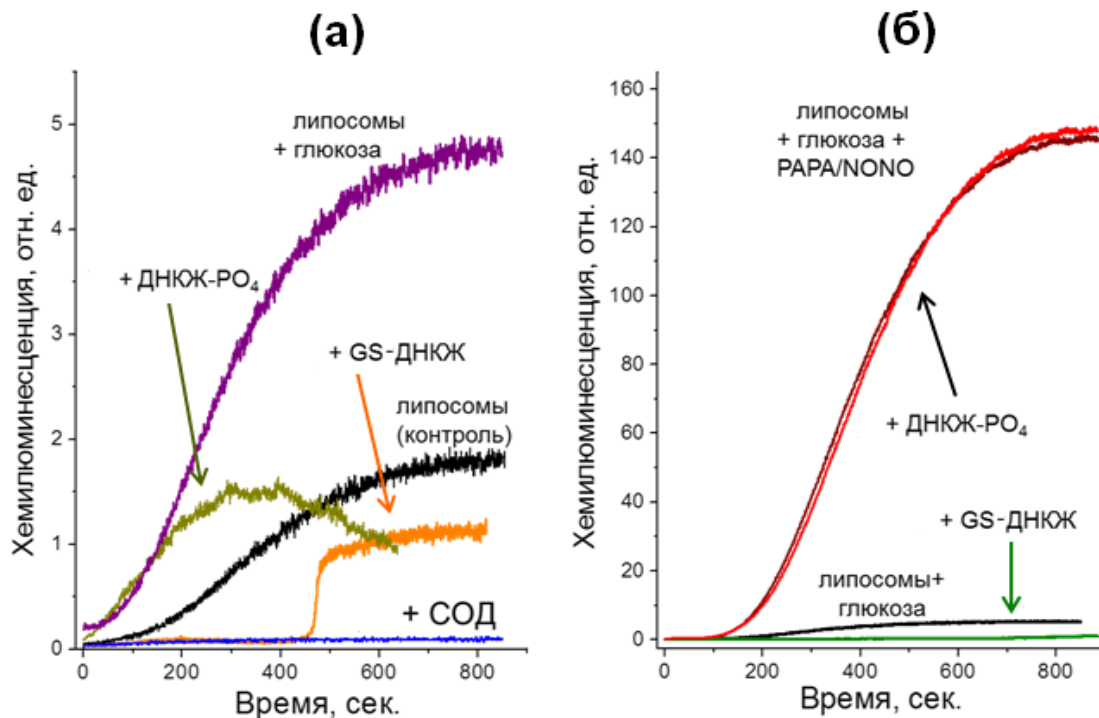 (а)
Хемилюминесценция, отн. ед.
5
4
3
2
1
0
липосомы
+ глюкоза
+ ДНКЖ-PO4
+ GS-ДНКЖ
липосомы
(контроль)
+ СОД
0
200
400
600
800
Время, сек.
(б)
Хемилюминесценция, отн. ед.
160
140
120
100
80
60
40
20
0
липосомы
+ глюкоза +
PAPA/NONO
+ ДНКЖ-PO4
+ GS-ДНКЖ
липосомы+
глюкоза
0
200
400
600
800
Время, сек.